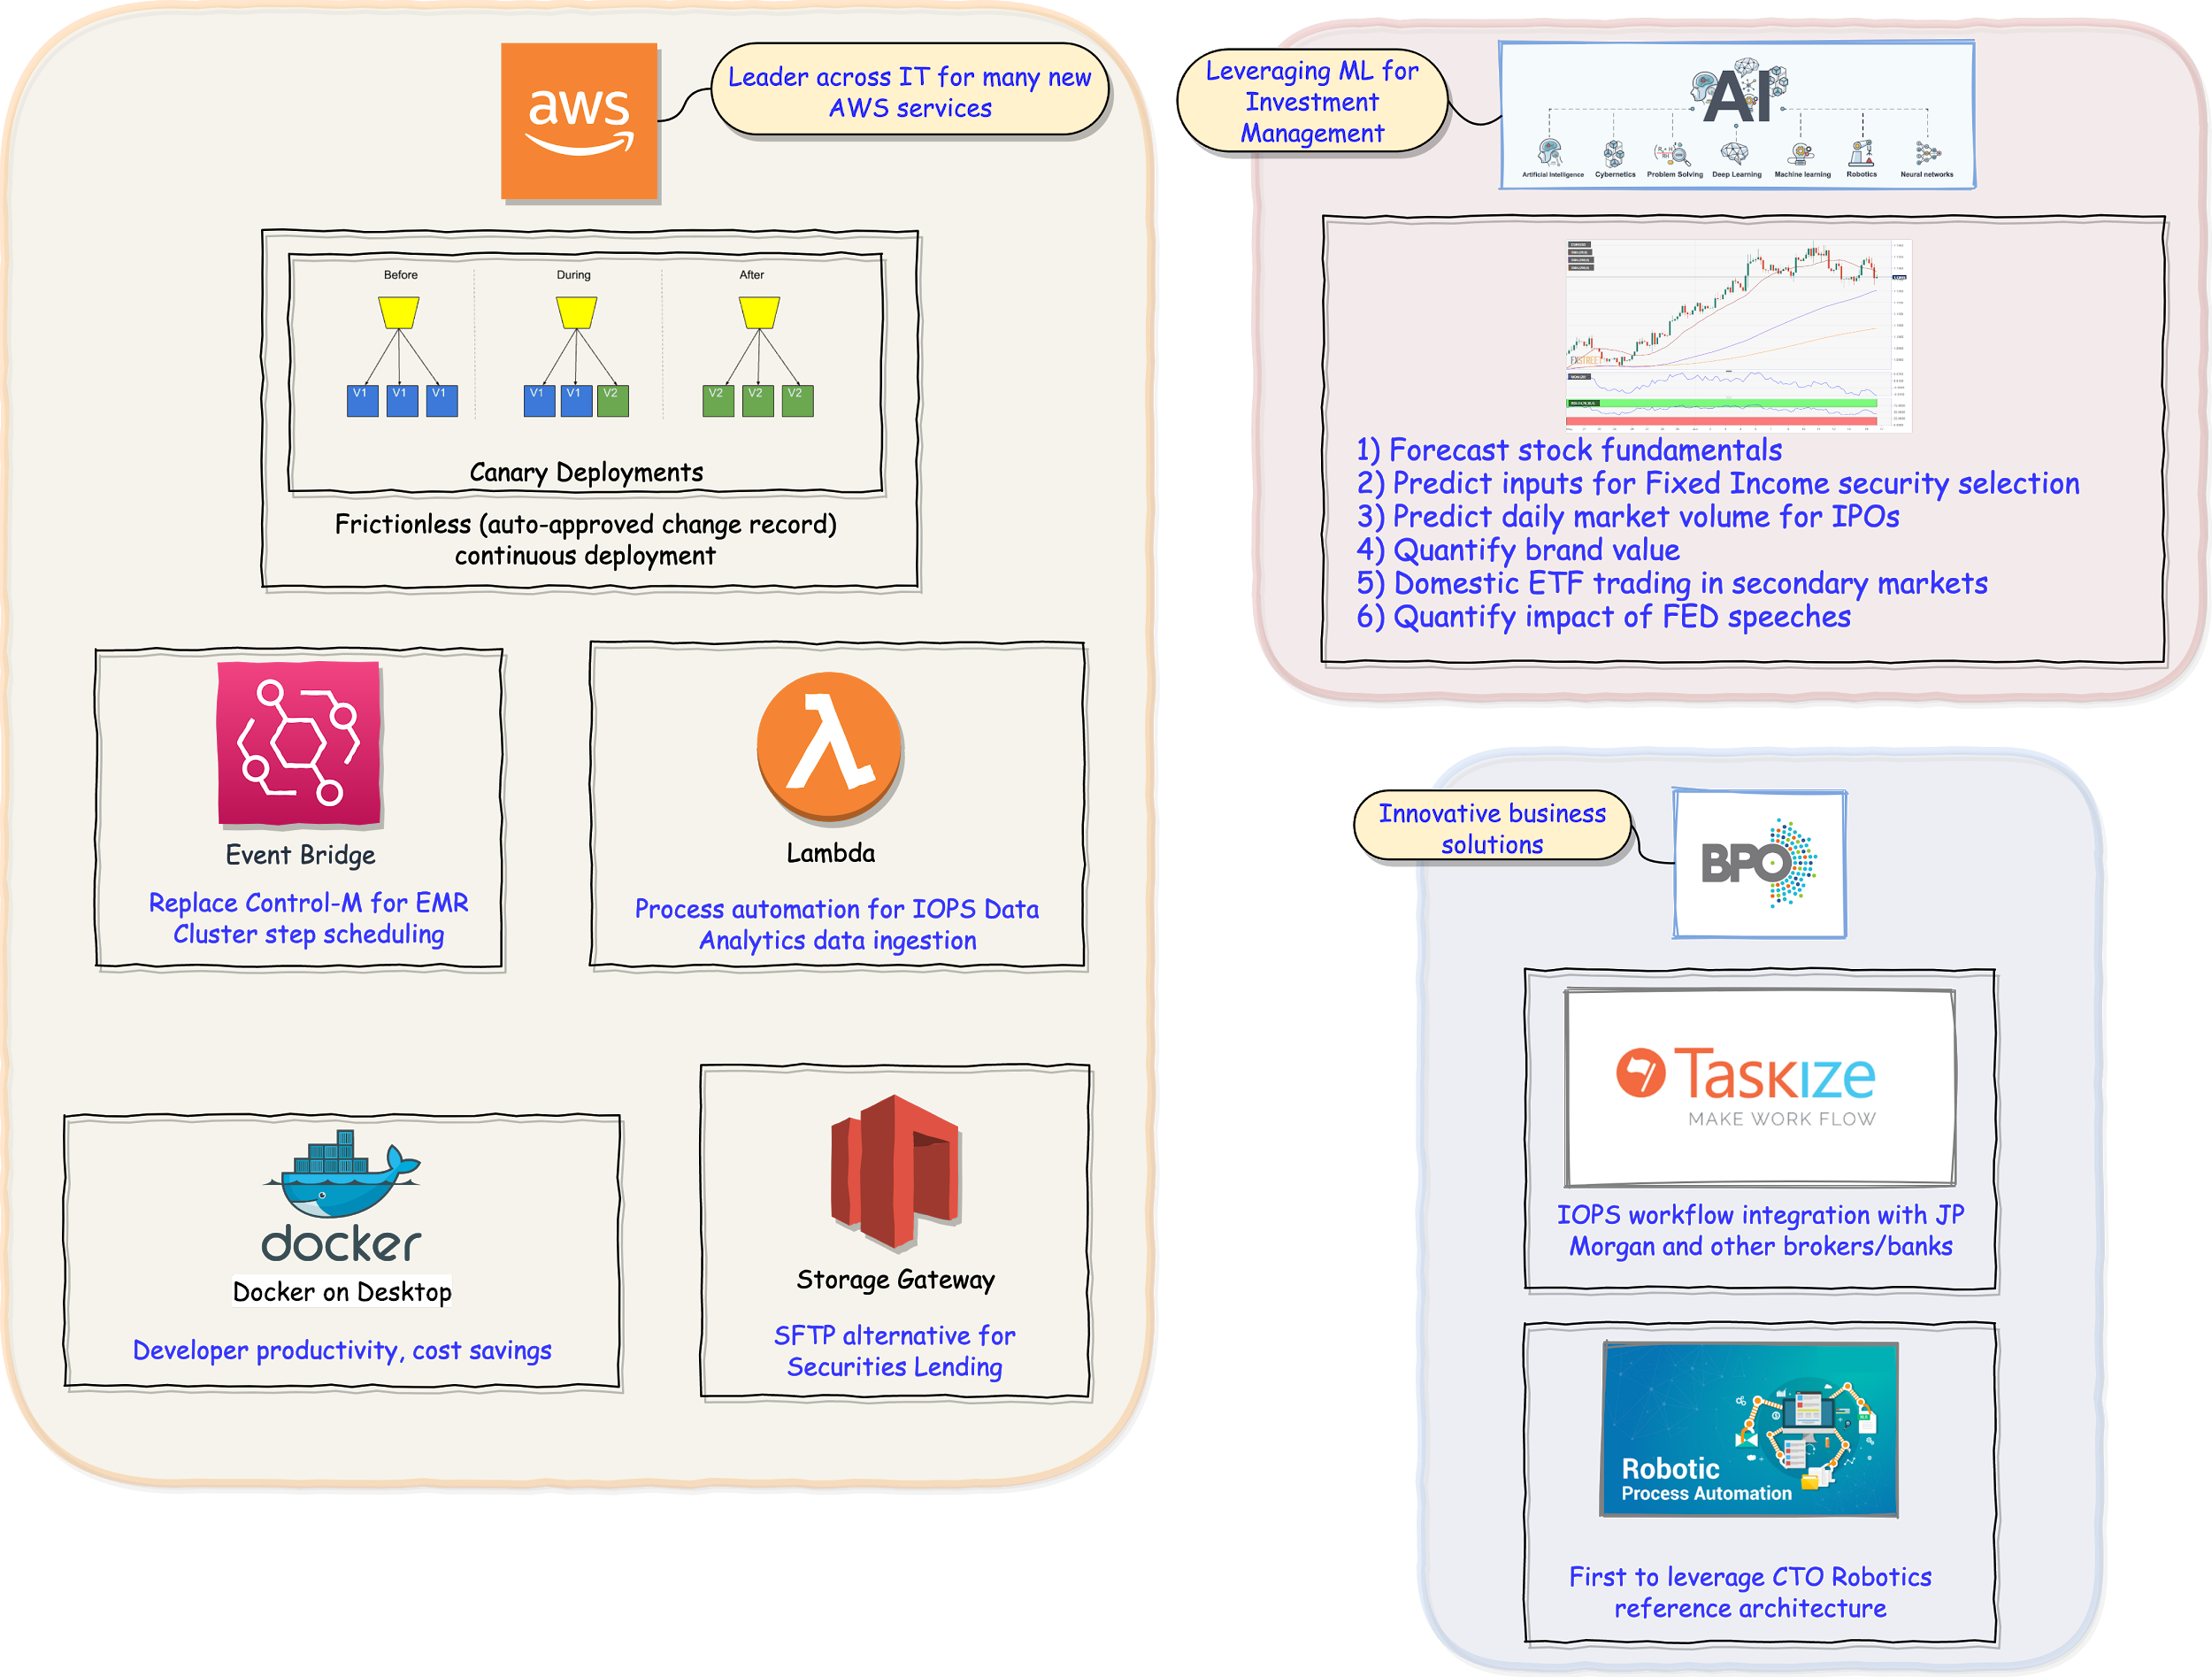 aws
Leader across IT for many new
AWS services
Before
During
After
V1
V1
V1
V1
V1
V2
V2
V2
V2
Canary Deployments
Frictionless (auto-approved change record)
continuous deployment
Event Bridge
Replace Control-M for EMR
Cluster step scheduling
Lambda
Process automation for IOPS Data
Analytics data ingestion
docker
Docker on Desktop
Developer productivity, cost savings
Storage Gateway
SFTP alternative for
Securities Lending
Leveraging ML for
Investment
Management
AI
Artificial Intelligence
Cybernetics
Problem Solving
Deep Learning
Machine learning
Robotics
Neural networks
FXSTREET
1) Forecast stock fundamentals
2) Predict inputs for Fixed Income security selection
3) Predict daily market volume for IPOs
4) Quantify brand value
5) Domestic ETF trading in secondary markets
6) Quantify impact of FED speeches
Innovative business
solutions
BPO
TASKIZE
MAKE WORK FLOW
IOPS workflow integration with JP
Morgan and other brokers/banks
Robotic
Process Automation
First to leverage CTO Robotics
reference architecture